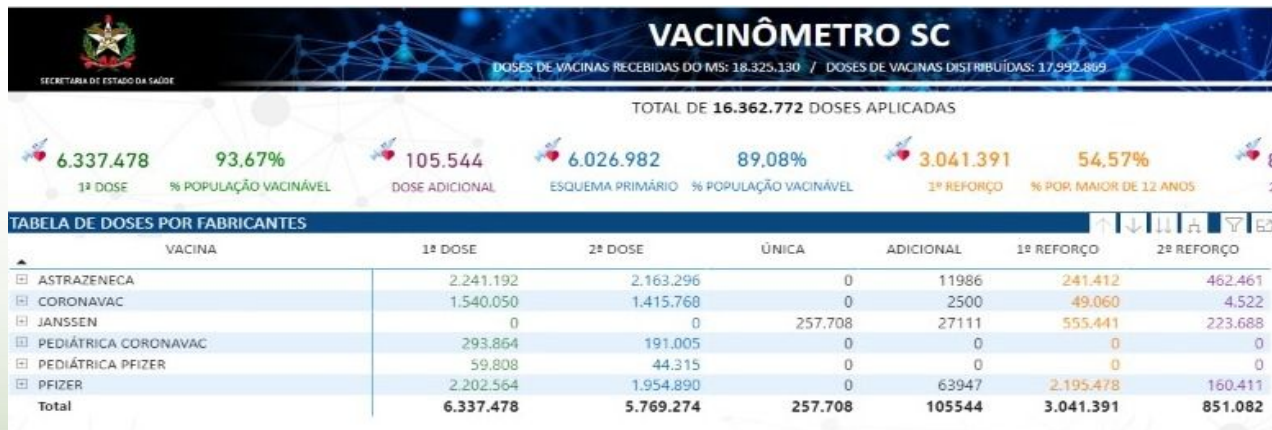 VACINÔMETRO SC
SECRETARIA DE ESTADO DA SAÚDE
DOSES DE VACINAS RECEBIDAS DO MS: 18.325.130 / DOSES DE VACINAS DISTRIBUÍDAS: 17.992.869
TOTAL DE 16.362.772 DOSES APLICADAS
6.337.478 93,67% 105.544 6.026.982 89,08% 3.041.391 54,57%
1ª DOSE % POPULAÇÃO VACINÁVEL DOSE ADICIONAL ESQUEMA PRIMÁRIO % POPULAÇÃO VACINÁVEL 1º REFORÇO % POP. MAIOR DE 12 ANOS
TABELA DE DOSES POR FABRICANTES
VACINA 1ª DOSE 2ª DOSE ÚNICA ADICIONAL 1º REFORÇO 2º REFORÇO
ASTRAZENECA 2.241.192 2.163.296 0 11986 241.412 462.461
CORONAVAC 1.540.050 1.415.768 0 2500 49.060 4.522
JANSSEN 0 0 257.708 27111 555.441 223.688
PEDIÁTRICA CORONAVAC 293.864 191.005 0 0 0 0
PEDIÁTRICA PFIZER 59.808 44.315 0 0 0 0
PFIZER 2.202.564 1.954.890 0 63947 2.195.478 160.411
Total 6.337.478 5.769.274 257.708 105544 3.041.391 851.082